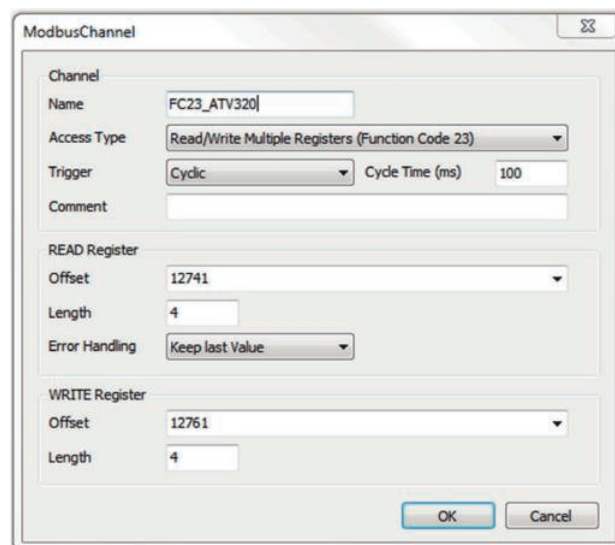 ModbusChannel
Channel
Name FC23_ATV320
Access Type Read/Write Multiple Registers (Function Code 23)
Trigger Cyclic Cycle Time (ms) 100
Comment
READ Register
Offset 12741
Length 4
Error Handling Keep last Value
WRITE Register
Offset 12761
Length 4
OK Cancel